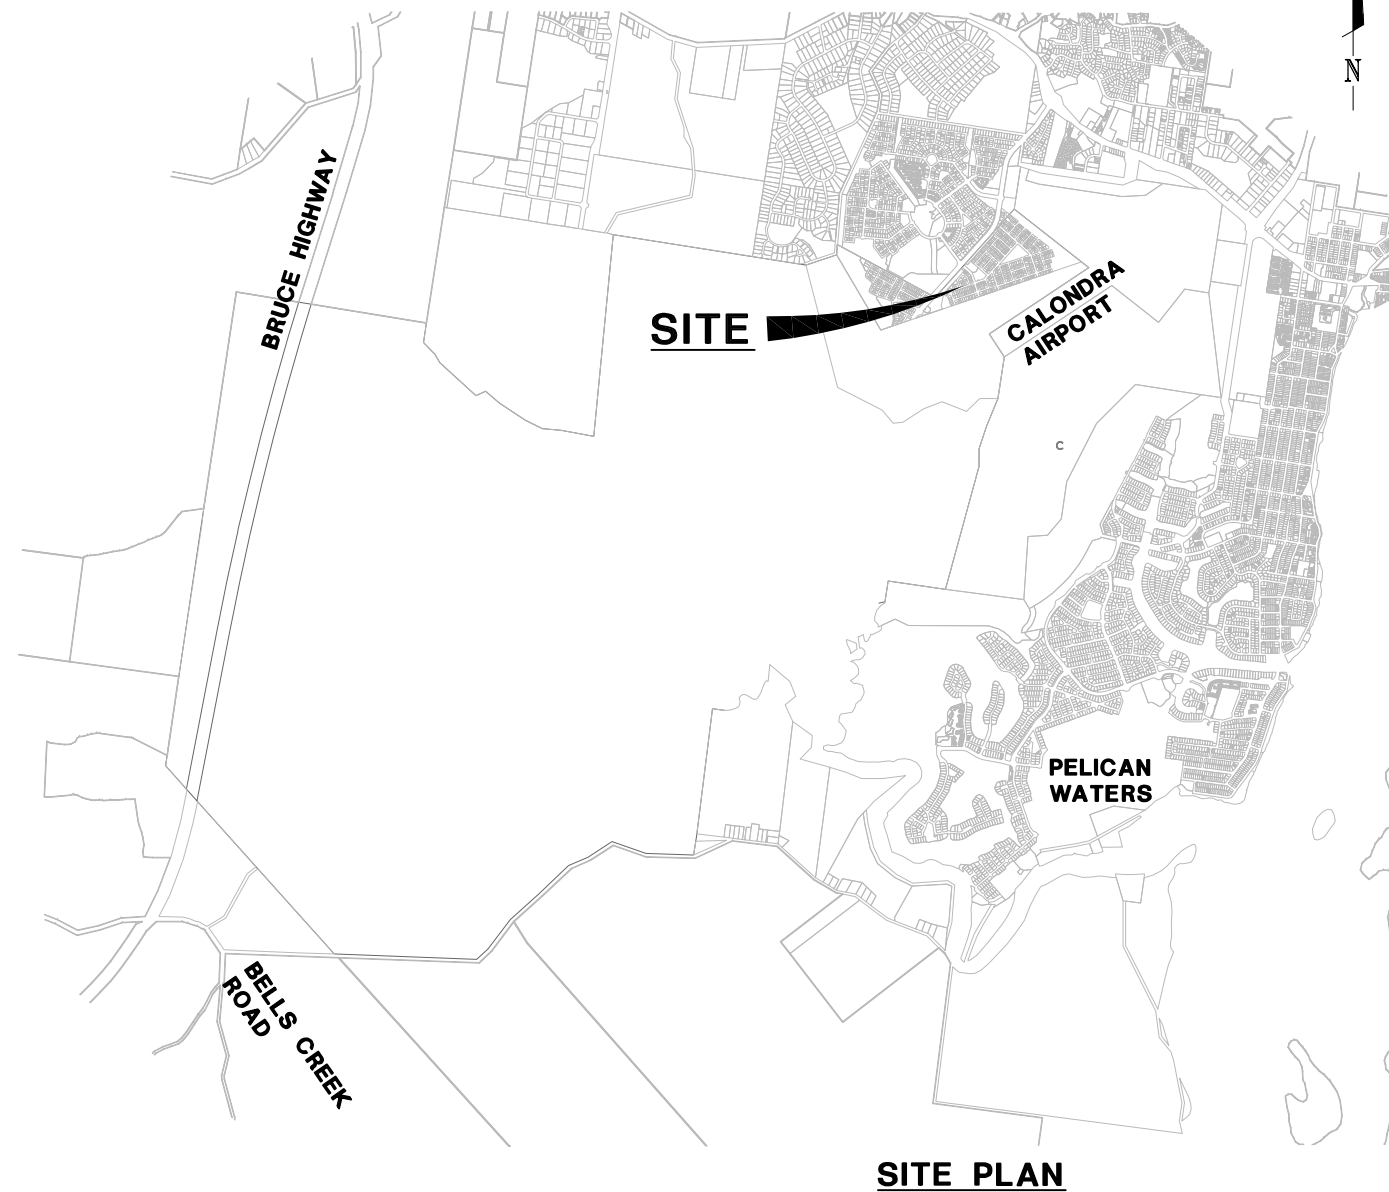 N
BRUCE HIGHWAY
SITE
CALONDRA
AIRPORT
C
PELICAN
WATERS
BELLS CREEK
ROAD
SITE PLAN